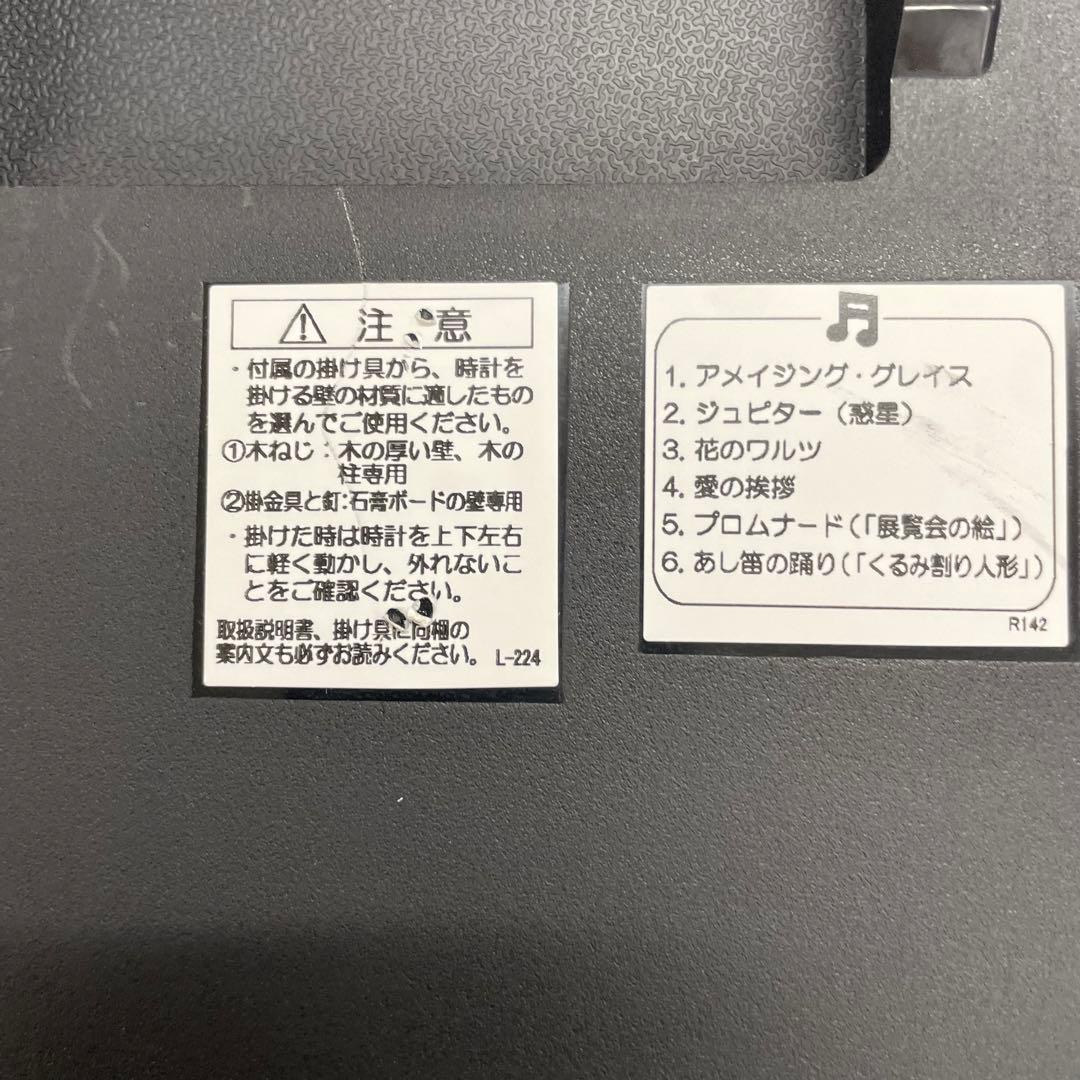 ⚠ 注 意
・付属の掛け具から、時計を
掛ける壁の材質に適したもの
を選んでご使用ください。
①木ねじ：木の厚い壁、木の
柱専用
②掛金具と釘：石膏ボードの壁専用
・掛けた時は時計を上下左右
に軽く動かし、外れないこ
とをご確認ください。
取扱説明書、掛け具に同梱の
案内文も必ずお読みください。 L-224
1. アメイジング・グレイス
2. ジュピター（惑星）
3. 花のワルツ
4. 愛の挨拶
5. プロムナード（「展覧会の絵」）
6. あし笛の踊り（「くるみ割り人形」）
R142